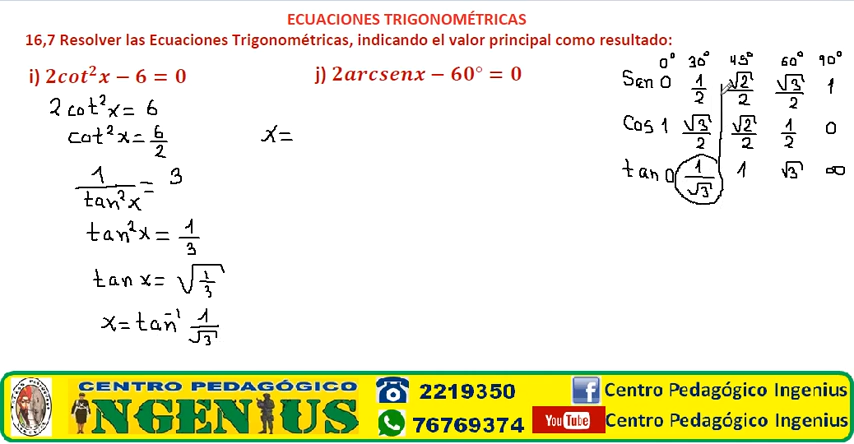 ECUACIONES TRIGONOMÉTRICAS
16,7 Resolver las Ecuaciones Trigonométricas, indicando el valor principal como resultado:
i) 2cot²x − 6 = 0
2cot²x = 6
cot²x = 6/2
1/tan²x = 3
tan²x = 1/3
tan x = √(1/3)
x = tan⁻¹ 1/√3
x =
j) 2arcsenx − 60° = 0
0° 30° 45° 60° 90°
Sen 0 1/2 √2/2 √3/2 1
Cos 1 √3/2 √2/2 1/2 0
tan 0 1/√3 1 √3 ∞
CENTRO PEDAGÓGICO
INGENIUS
2219350
76769374
f Centro Pedagógico Ingenius
You Tube Centro Pedagógico Ingenius